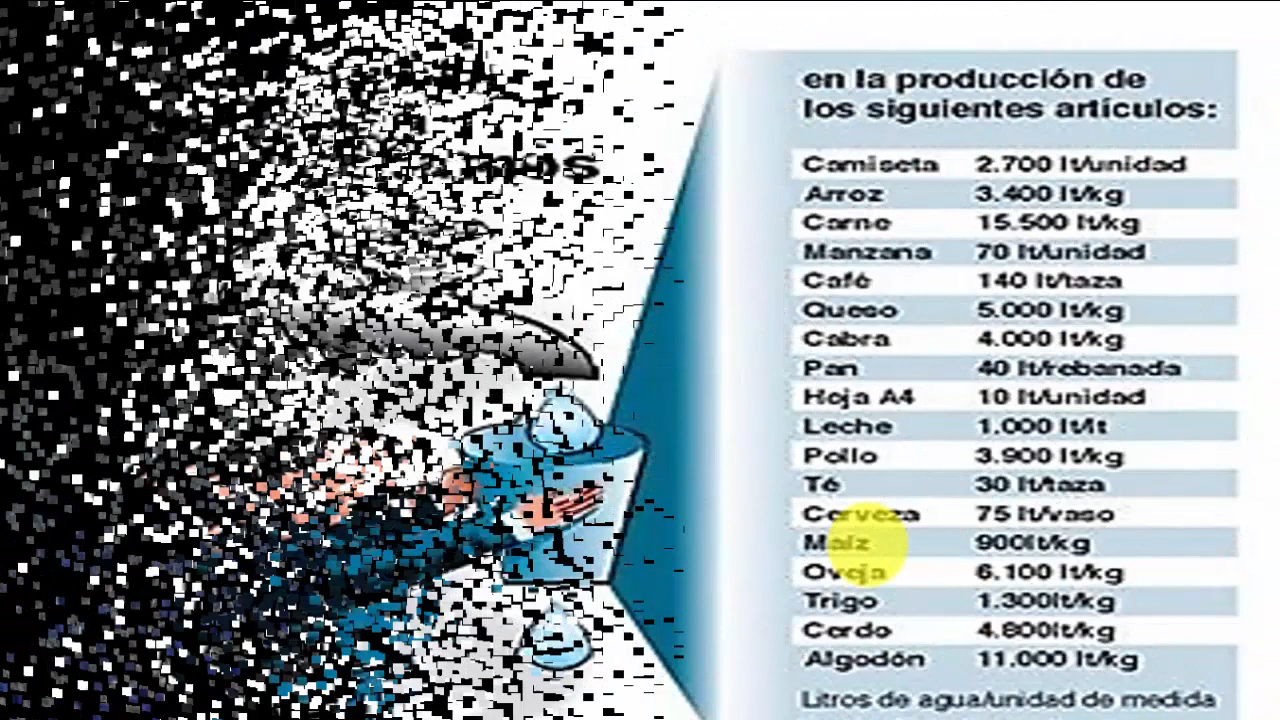 en la producción de
los siguientes artículos:
Camiseta 2.700 lt/unidad
Arroz 3.400 lt/kg
Carne 15.500 lt/kg
Manzana 70 lt/unidad
Café 140 lt/taza
Queso 5.000 lt/kg
Cabra 4.000 lt/kg
Pan 40 lt/rebanada
Hoja A4 10 lt/unidad
Leche 1.000 lt/lt
Pollo 3.900 lt/kg
Té 30 lt/taza
Cerveza 75 lt/vaso
Maíz 900lt/kg
Oveja 6.100 lt/kg
Trigo 1.300lt/kg
Cerdo 4.800lt/kg
Algodón 11.000 lt/kg
Litros de agua/unidad de medida